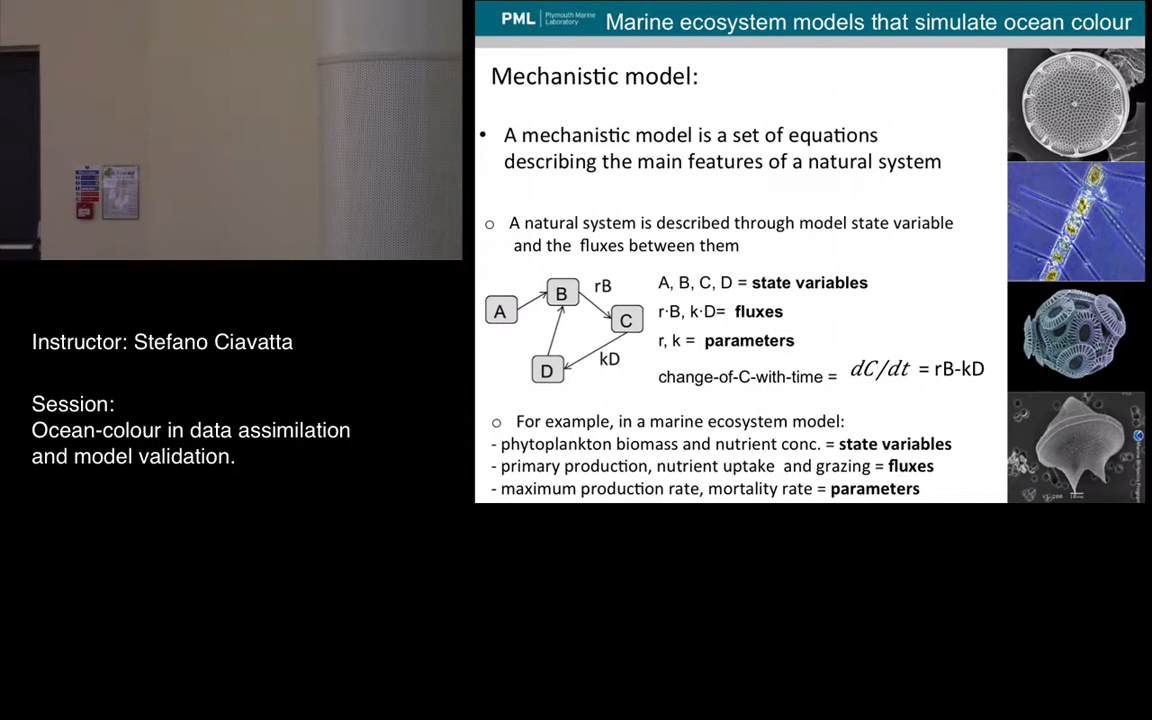 PML Plymouth Marine Laboratory
Marine ecosystem models that simulate ocean colour
Mechanistic model:
• A mechanistic model is a set of equations
describing the main features of a natural system
o A natural system is described through model state variable
and the fluxes between them
A
B
C
D
rB
kD
A, B, C, D = state variables
r·B, k·D= fluxes
r, k = parameters
change-of-C-with-time = dC/dt = rB-kD
o For example, in a marine ecosystem model:
- phytoplankton biomass and nutrient conc. = state variables
- primary production, nutrient uptake and grazing = fluxes
- maximum production rate, mortality rate = parameters
Instructor: Stefano Ciavatta
Session:
Ocean-colour in data assimilation
and model validation.